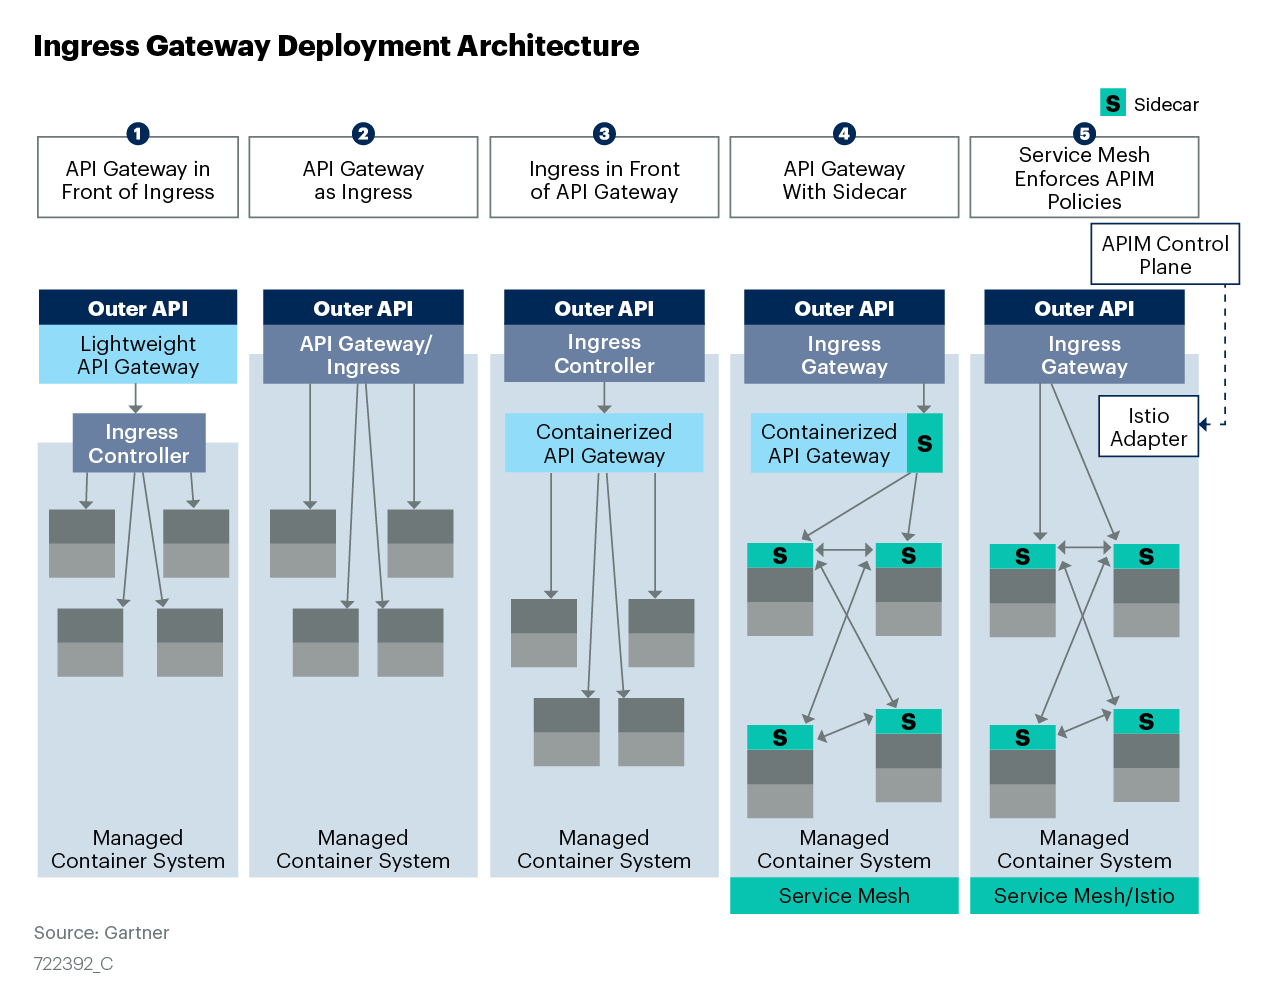 Ingress Gateway Deployment Architecture
S Sidecar
1
API Gateway in
Front of Ingress
2
API Gateway
as Ingress
3
Ingress in Front
of API Gateway
4
API Gateway
With Sidecar
5
Service Mesh
Enforces APIM
Policies
APIM Control
Plane
Outer API
Lightweight
API Gateway
Ingress
Controller
Managed
Container System
Outer API
API Gateway/
Ingress
Managed
Container System
Outer API
Ingress
Controller
Containerized
API Gateway
Managed
Container System
Outer API
Ingress
Gateway
Containerized
API Gateway
S
S
S
S
S
Managed
Container System
Service Mesh
Outer API
Ingress
Gateway
Istio
Adapter
S
S
S
S
Managed
Container System
Service Mesh/Istio
Source: Gartner
722392_C